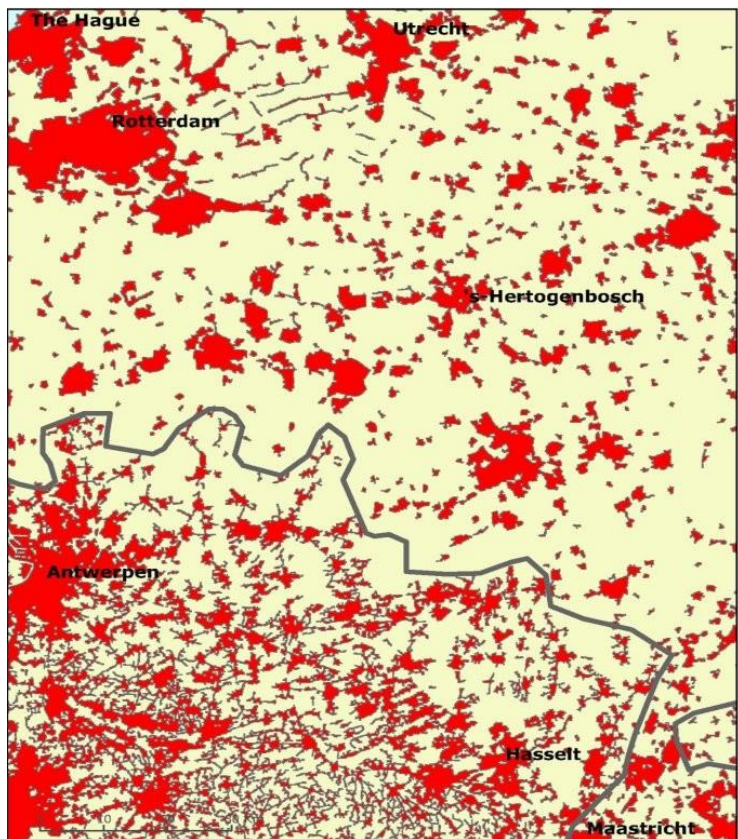 The Hague
Utrecht
Rotterdam
's-Hertogenbosch
Antwerpen
Hasselt
Maastricht